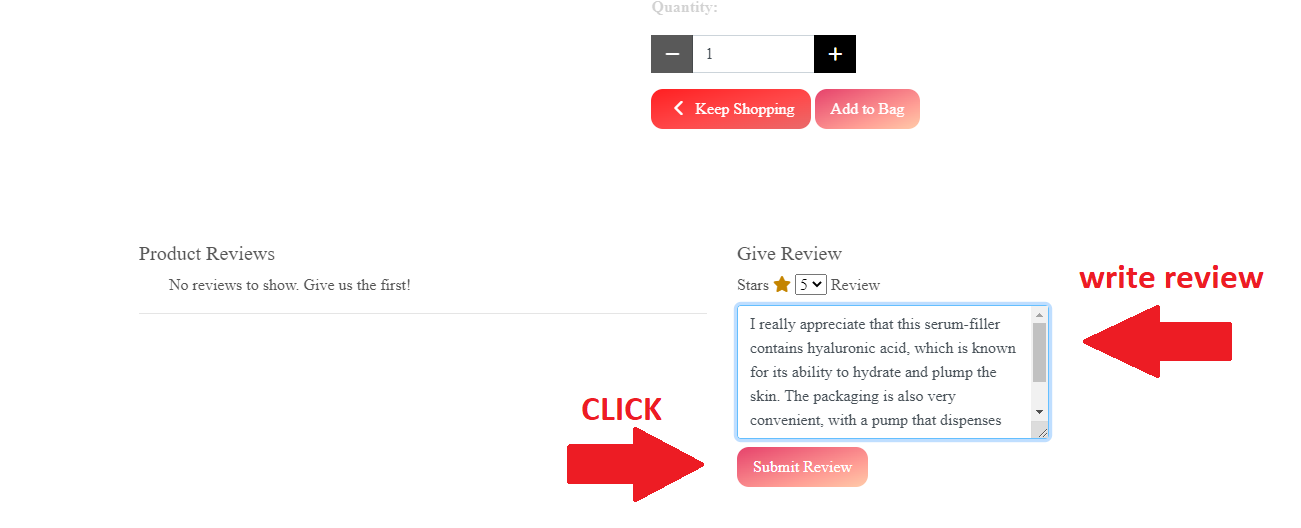 Quantity:
1
Keep Shopping
Add to Bag
Product Reviews
No reviews to show. Give us the first!
Give Review
Stars 5 Review
write review
I really appreciate that this serum-filler
contains hyaluronic acid, which is known
for its ability to hydrate and plump the
skin. The packaging is also very
convenient, with a pump that dispenses
CLICK
Submit Review